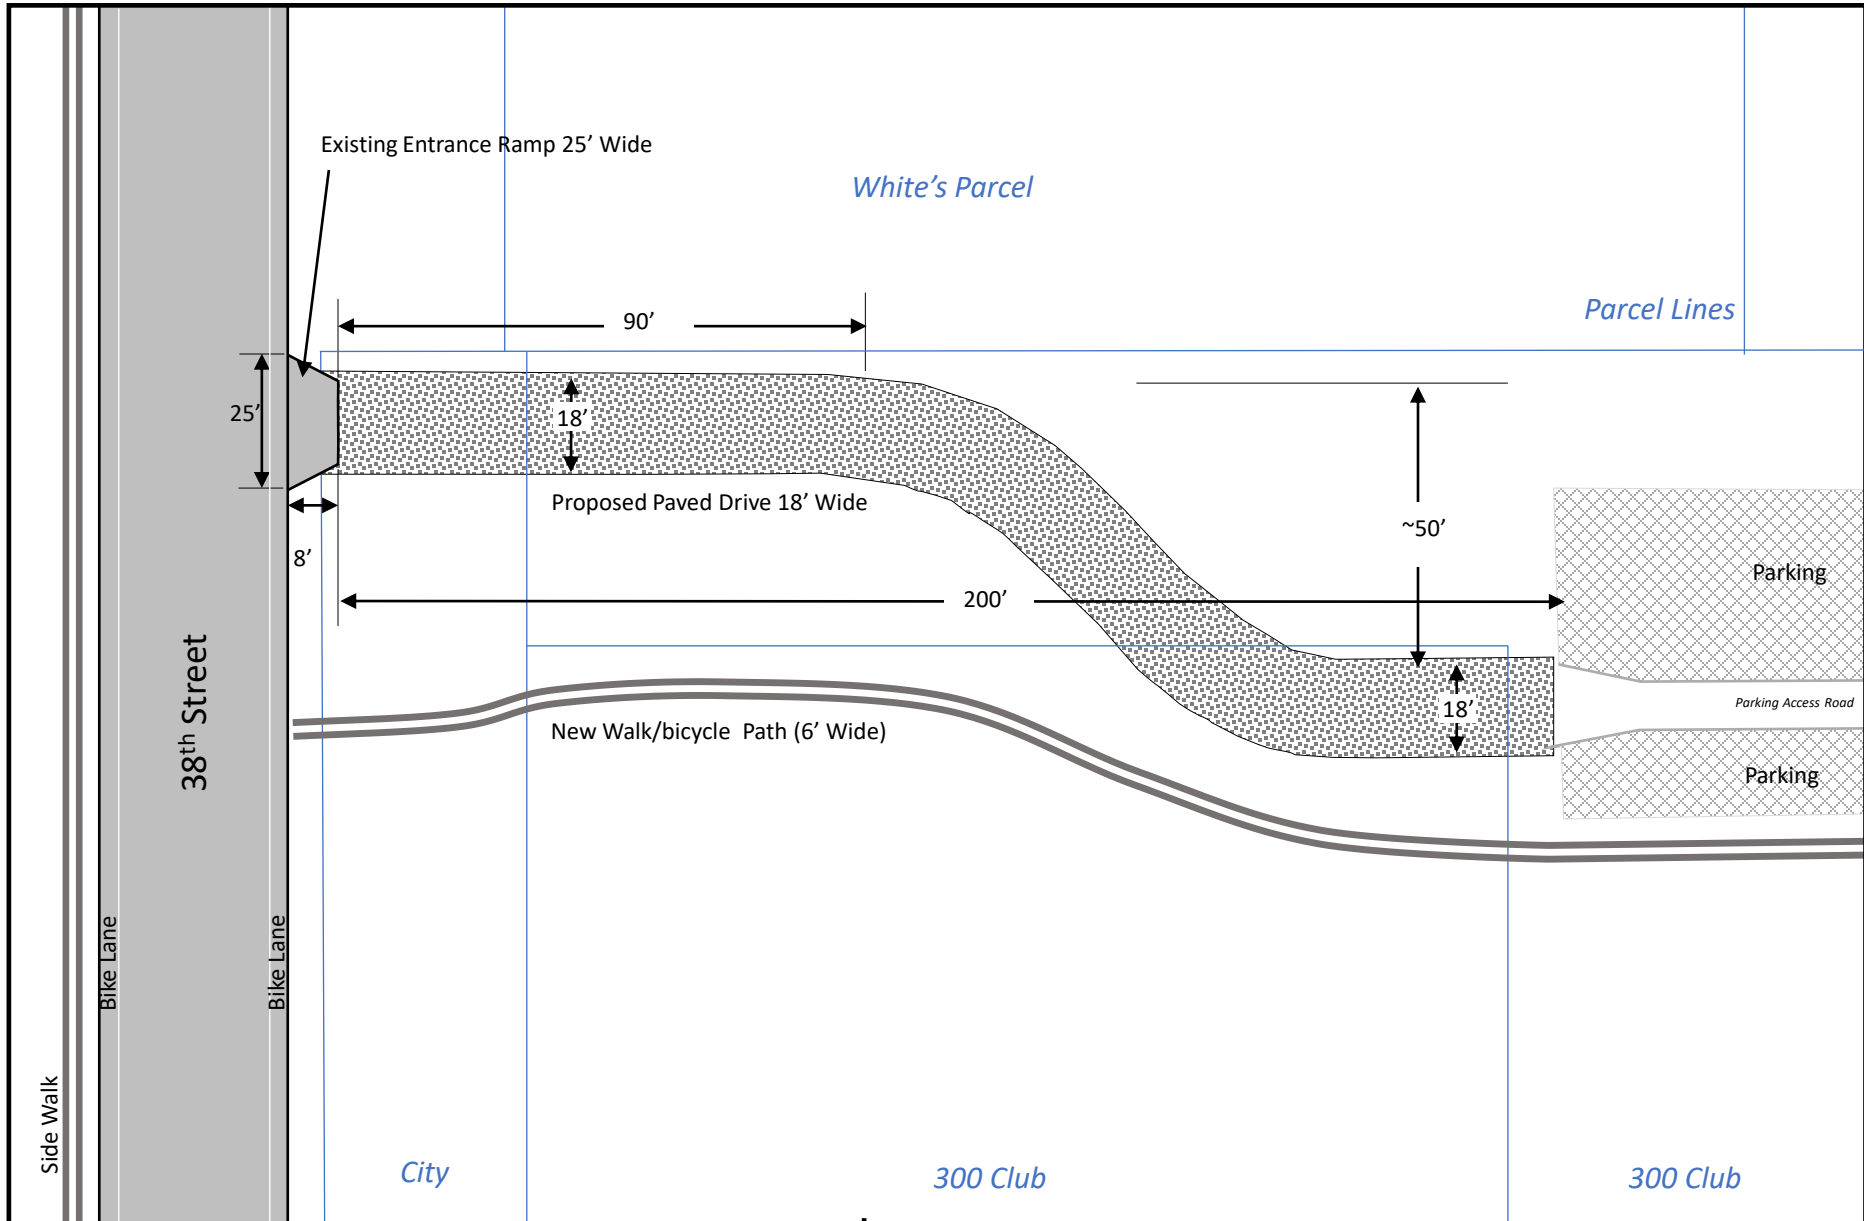 Existing Entrance Ramp 25’ Wide
White’s Parcel
Parcel Lines
90’
25’
18’
Proposed Paved Drive 18’ Wide
~50’
8’
Parking
200’
38th Street
Parking Access Road
18’
New Walk/bicycle Path (6’ Wide)
Parking
Bike Lane
Bike Lane
Side Walk
City
300 Club
300 Club